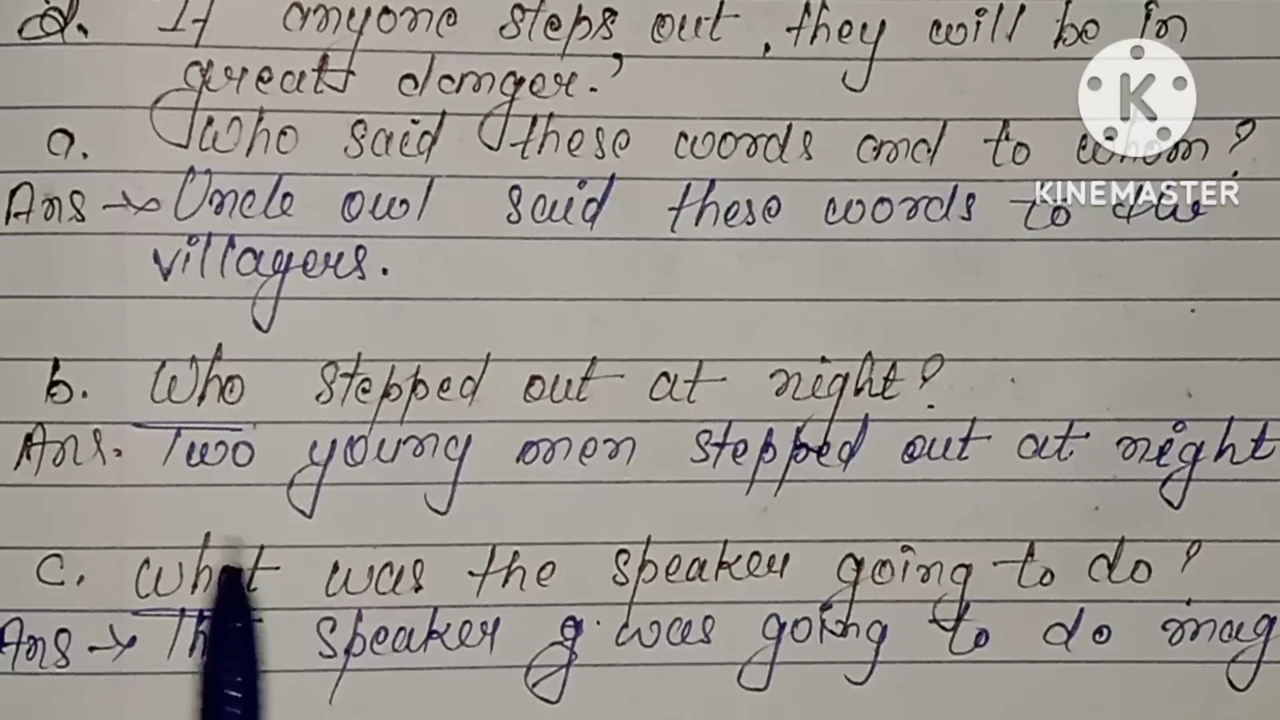 d. If anyone steps out, they will be in
great danger.'
a. Who said these words and to whom?
Ans → Uncle owl said these words to the
villagers.
b. Who stepped out at night?
Ans. Two young men stepped out at night
c. What was the speaker going to do?
Ans → The speaker g. was going to do mag
K
KINEMASTER